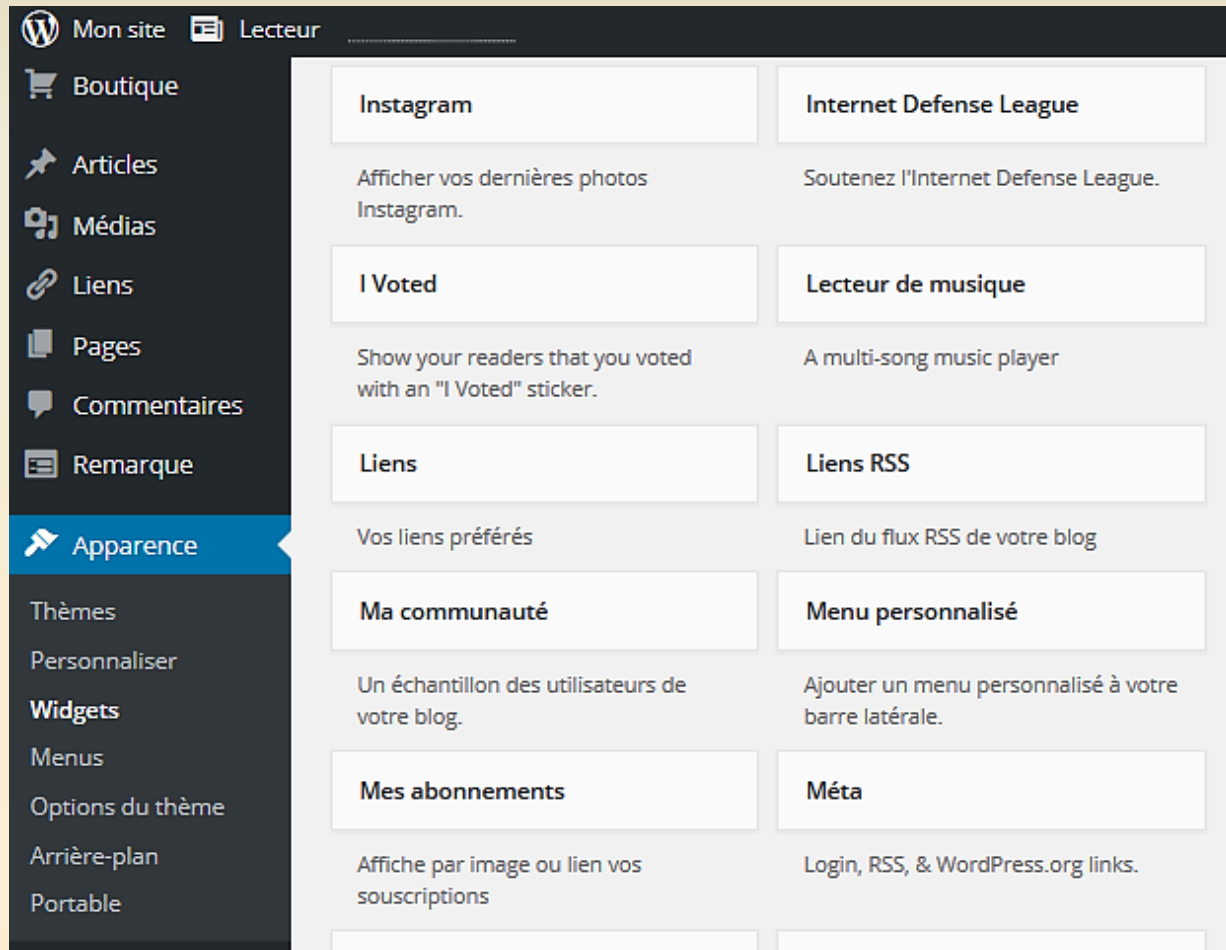 Mon site Lecteur
Boutique
Articles
Médias
Liens
Pages
Commentaires
Remarque
Apparence
Thèmes
Personnaliser
Widgets
Menus
Options du thème
Arrière-plan
Portable
Instagram
Afficher vos dernières photos
Instagram.
Internet Defense League
Soutenez l'Internet Defense League.
I Voted
Show your readers that you voted
with an "I Voted" sticker.
Lecteur de musique
A multi-song music player
Liens
Vos liens préférés
Liens RSS
Lien du flux RSS de votre blog
Ma communauté
Un échantillon des utilisateurs de
votre blog.
Menu personnalisé
Ajouter un menu personnalisé à votre
barre latérale.
Mes abonnements
Affiche par image ou lien vos
souscriptions
Méta
Login, RSS, & WordPress.org links.